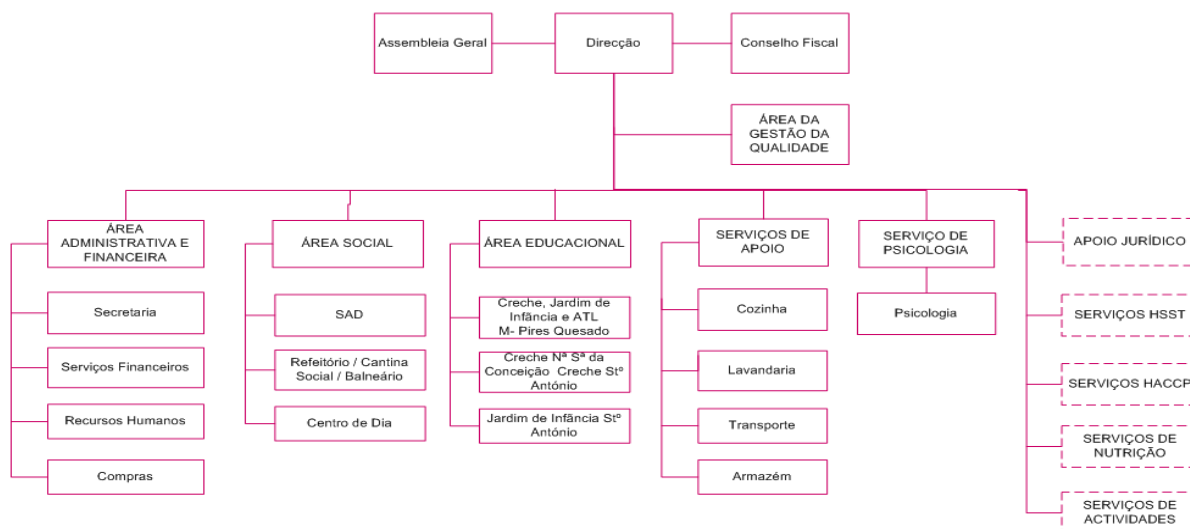 Assembleia Geral
Direcção
Conselho Fiscal
ÁREA DA
GESTÃO DA
QUALIDADE
ÁREA
ADMINISTRATIVA E
FINANCEIRA
Secretaria
Serviços Financeiros
Recursos Humanos
Compras
ÁREA SOCIAL
SAD
Refeitório / Cantina
Social / Balneário
Centro de Dia
ÁREA EDUCACIONAL
Creche, Jardim de
Infância e ATL
M- Pires Quesado
Creche Nª Sª da
Conceição Creche Stº
António
Jardim de Infância Stº
António
SERVIÇOS DE
APOIO
Cozinha
Lavandaria
Transporte
Armazém
SERVIÇO DE
PSICOLOGIA
Psicologia
APOIO JURÍDICO
SERVIÇOS HSST
SERVIÇOS HACCP
SERVIÇOS DE
NUTRIÇÃO
SERVIÇOS DE
ACTIVIDADES